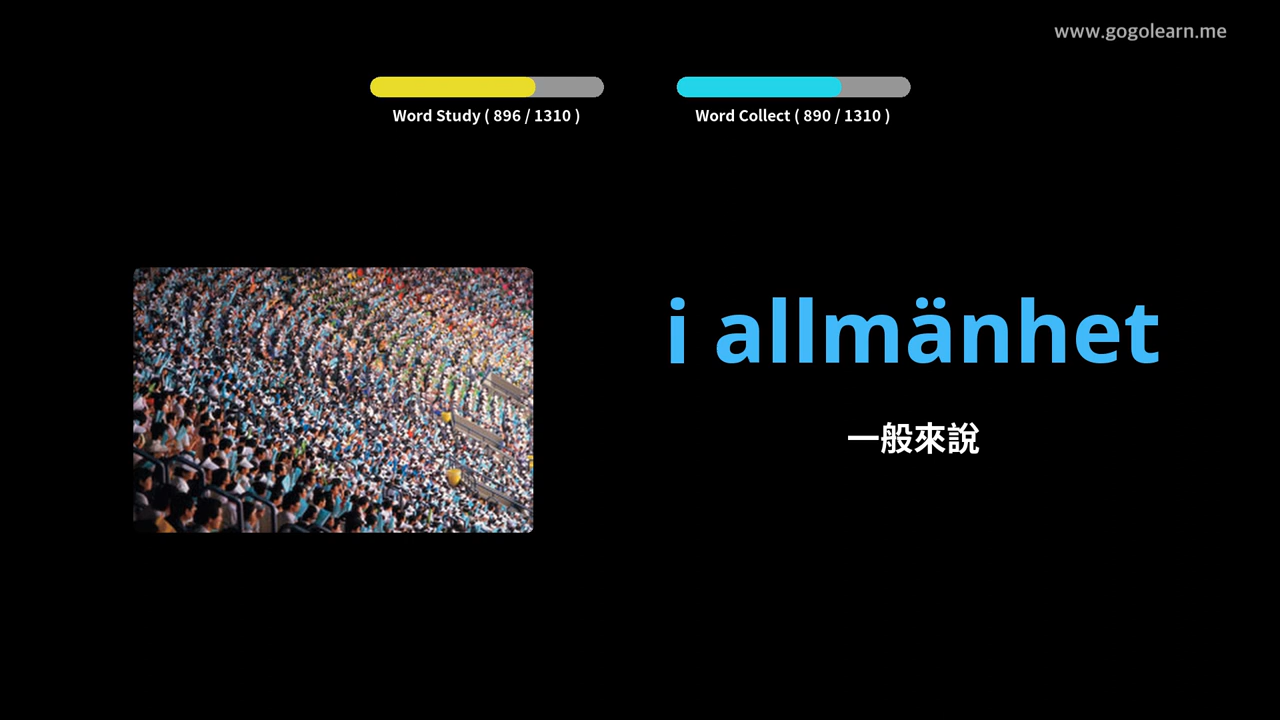 www.gogolearn.me
Word Study ( 896 / 1310 )
Word Collect ( 890 / 1310 )
i allmänhet
一般來說